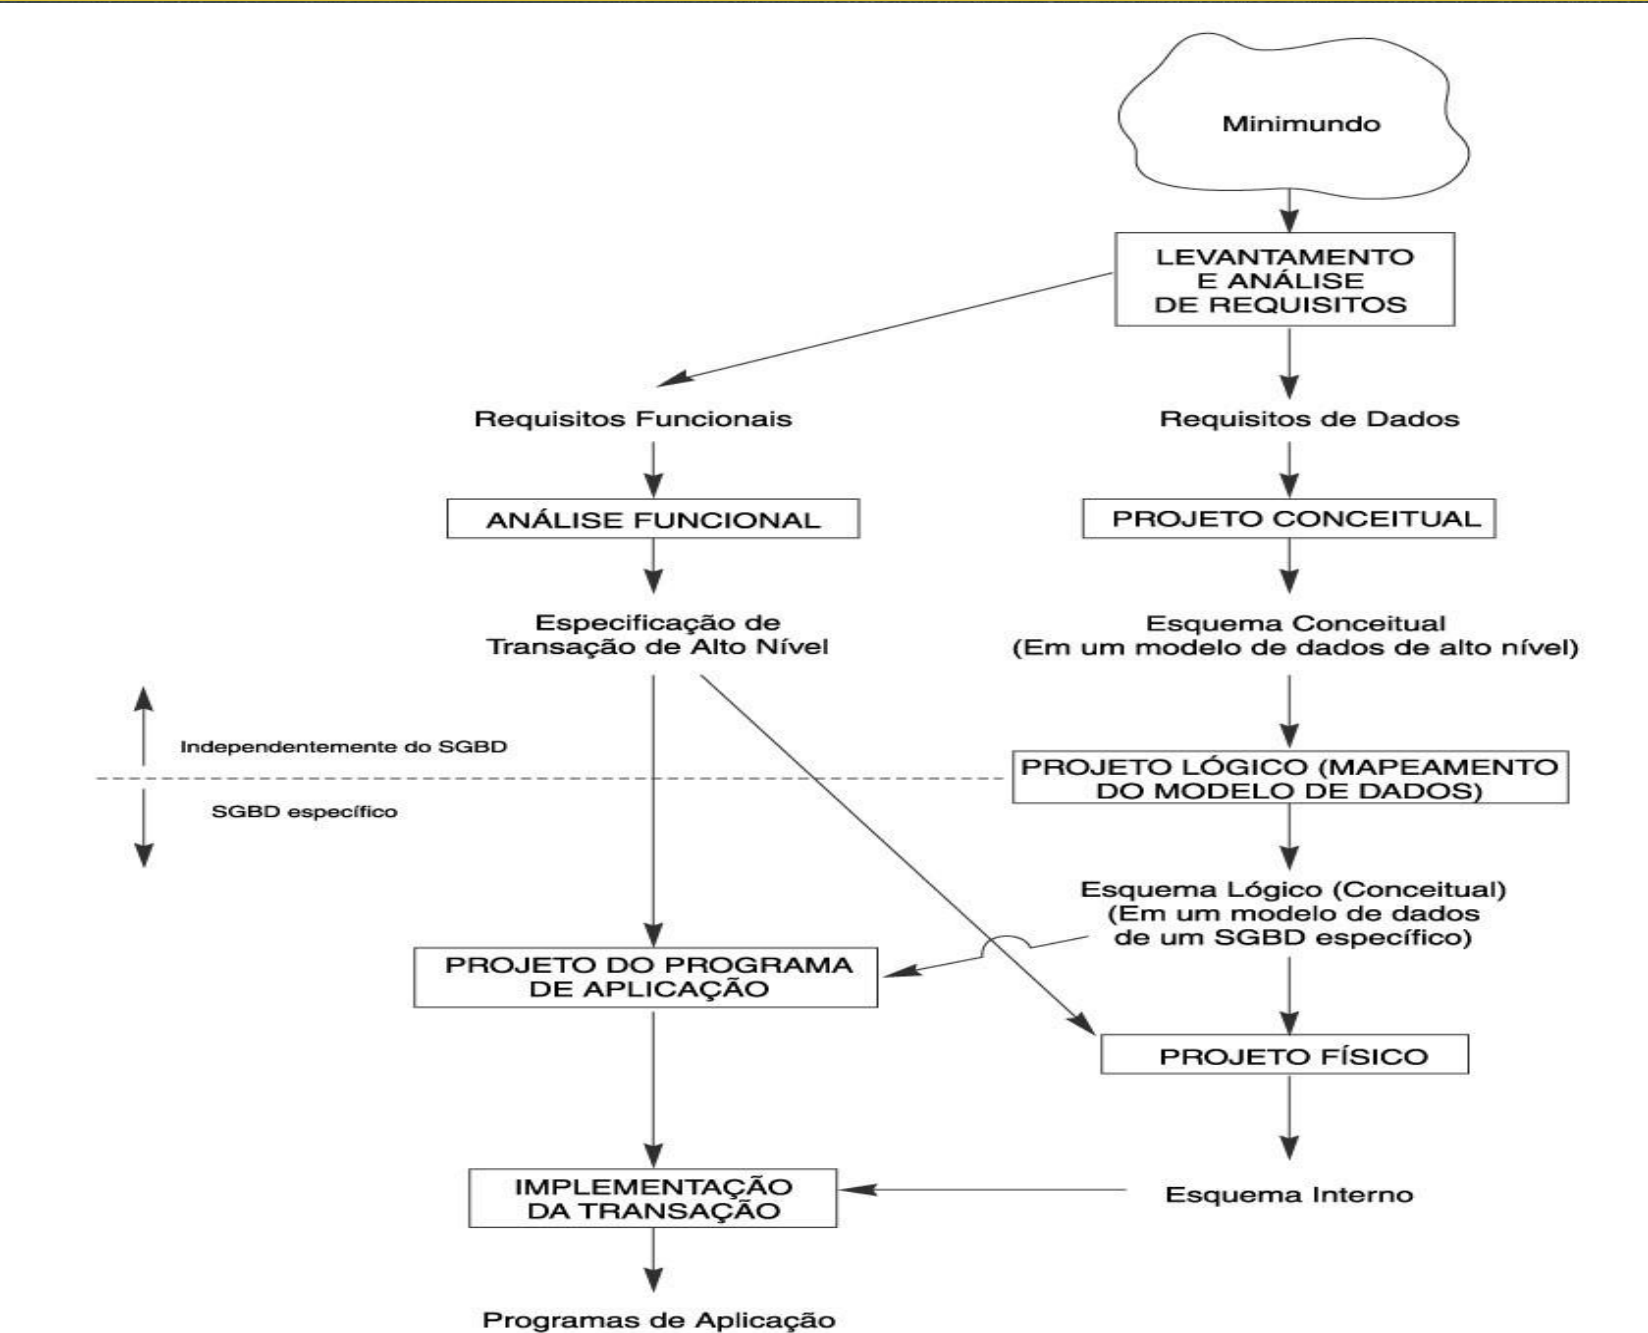 Minimundo
LEVANTAMENTO
E ANÁLISE
DE REQUISITOS
Requisitos Funcionais
Requisitos de Dados
ANÁLISE FUNCIONAL
PROJETO CONCEITUAL
Especificação de
Transação de Alto Nível
Esquema Conceitual
(Em um modelo de dados de alto nível)
Independentemente do SGBD
SGBD específico
PROJETO LÓGICO (MAPEAMENTO
DO MODELO DE DADOS)
Esquema Lógico (Conceitual)
(Em um modelo de dados
de um SGBD específico)
PROJETO DO PROGRAMA
DE APLICAÇÃO
PROJETO FÍSICO
IMPLEMENTAÇÃO
DA TRANSAÇÃO
Esquema Interno
Programas de Aplicação